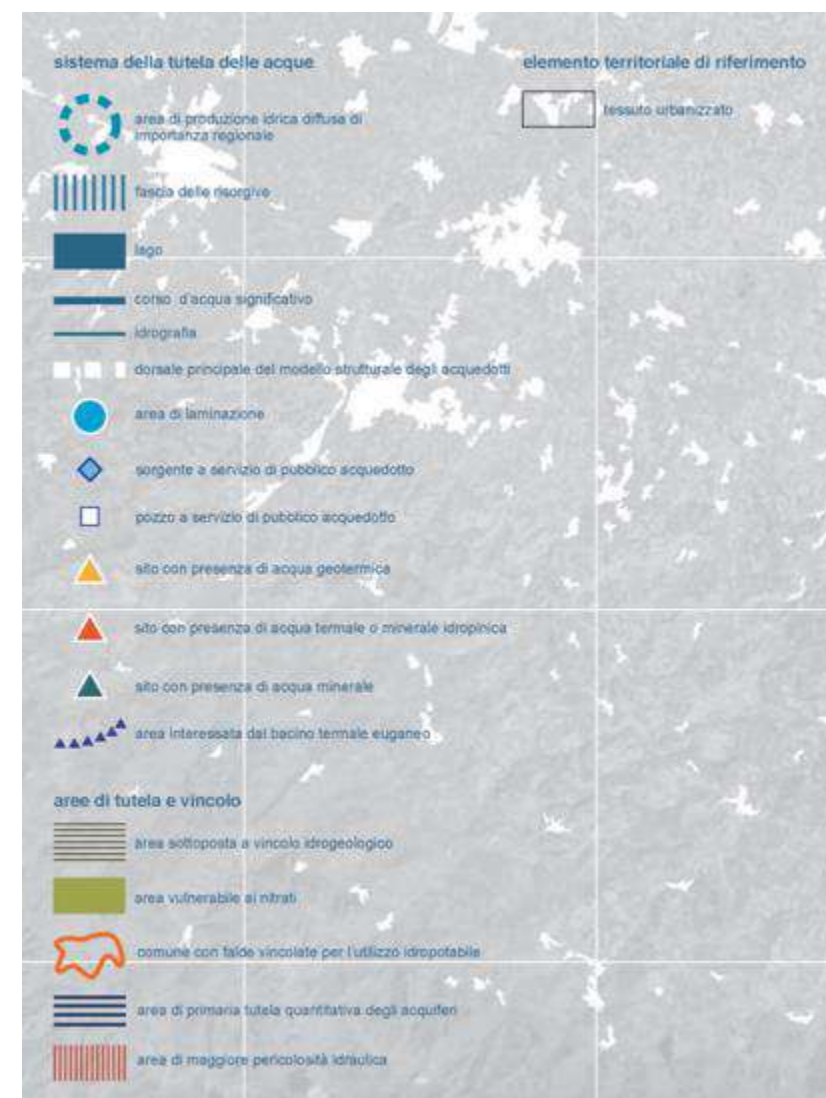 sistema della tutela delle acque
area di produzione idrica diffusa di
importanza regionale
fascia delle risorgive
lago
corso d'acqua significativo
idrografia
dorsale principale del modello strutturale degli acquedotti
area di laminazione
sorgente a servizio di pubblico acquedotto
pozzo a servizio di pubblico acquedotto
sito con presenza di acqua geotermica
sito con presenza di acqua termale o minerale idropinica
sito con presenza di acqua minerale
area interessata dal bacino termale euganeo
aree di tutela e vincolo
area sottoposta a vincolo idrogeologico
area vulnerabile ai nitrati
comune con falde vincolate per l'utilizzo idropotabile
area di primaria tutela quantitativa degli acquiferi
area di maggiore pericolosità idraulica
elemento territoriale di riferimento
tessuto urbanizzato